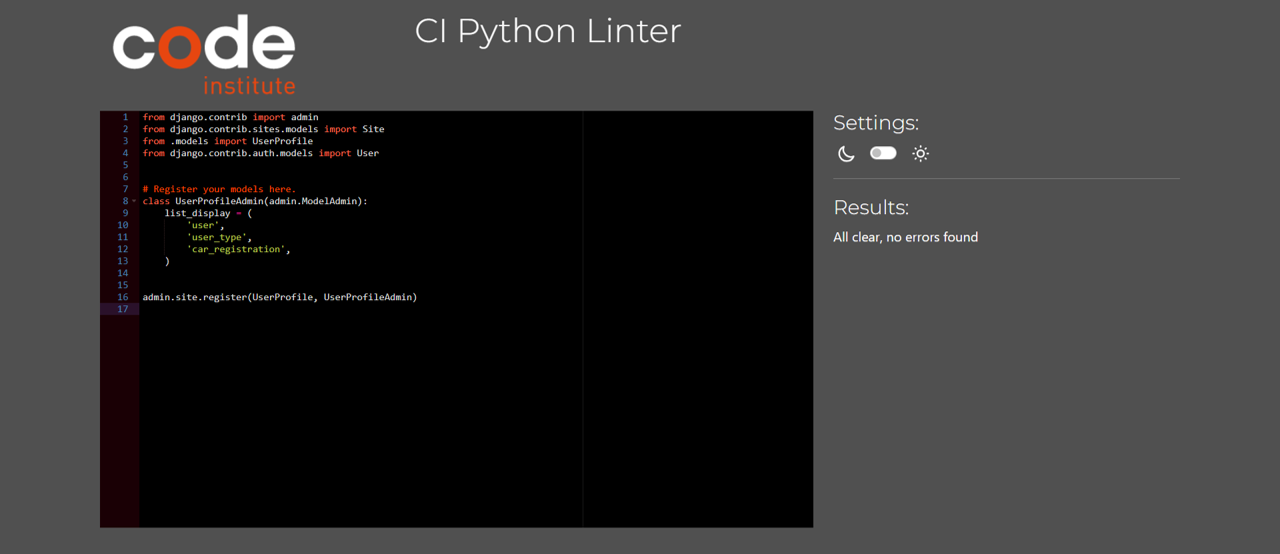 code
institute
CI Python Linter
1 from django.contrib import admin
2 from django.contrib.sites.models import Site
3 from .models import UserProfile
4 from django.contrib.auth.models import User
5
6
7 # Register your models here.
8 class UserProfileAdmin(admin.ModelAdmin):
9     list_display = (
10         'user',
11         'user_type',
12         'car_registration',
13     )
14
15
16 admin.site.register(UserProfile, UserProfileAdmin)
17
Settings:
Results:
All clear, no errors found